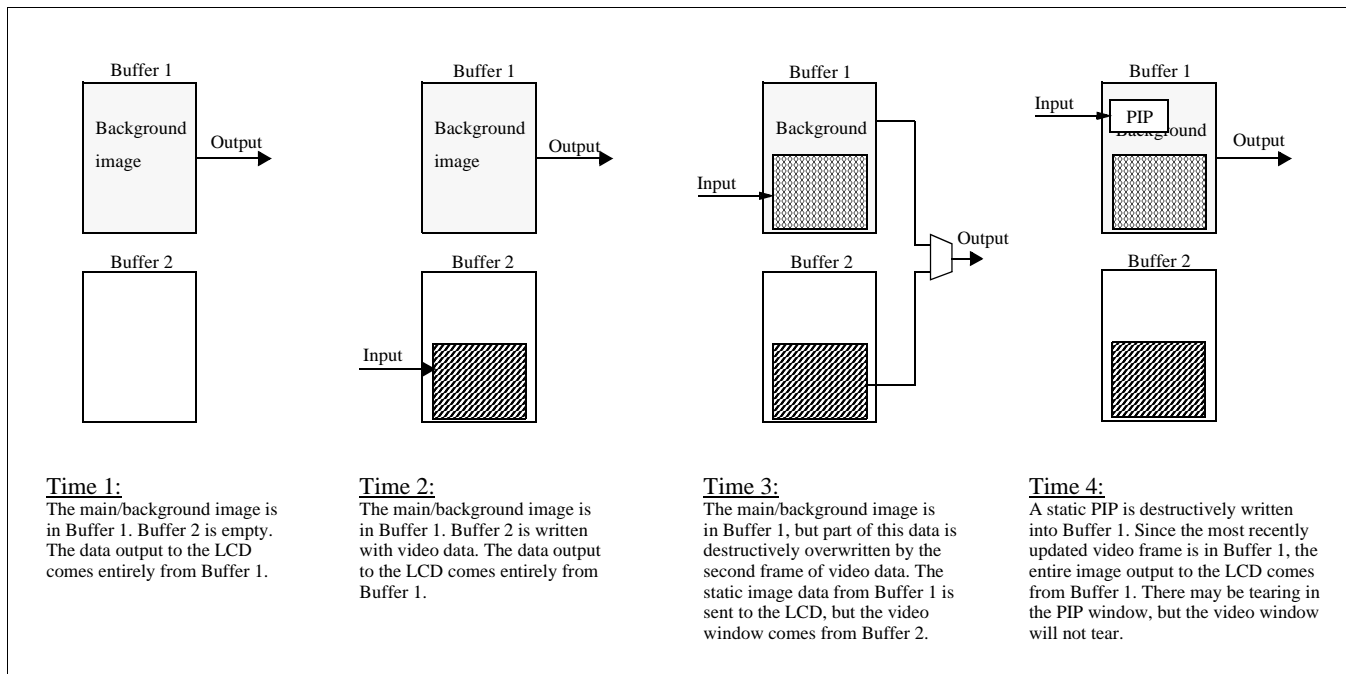 Buffer 1
Background
image
Output
Buffer 2
Time 1:
The main/background image is
in Buffer 1. Buffer 2 is empty.
The data output to the LCD
comes entirely from Buffer 1.
Buffer 1
Background
image
Output
Buffer 2
Input
Time 2:
The main/background image is
in Buffer 1. Buffer 2 is written
with video data. The data output
to the LCD comes entirely from
Buffer 1.
Buffer 1
Background
Input
Output
Buffer 2
Time 3:
The main/background image is
in Buffer 1, but part of this data is
destructively overwritten by the
second frame of video data. The
static image data from Buffer 1 is
sent to the LCD, but the video
window comes from Buffer 2.
Buffer 1
Input
PIP
Background
Output
Buffer 2
Time 4:
A static PIP is destructively written
into Buffer 1. Since the most recently
updated video frame is in Buffer 1, the
entire image output to the LCD comes
from Buffer 1. There may be tearing in
the PIP window, but the video window
will not tear.